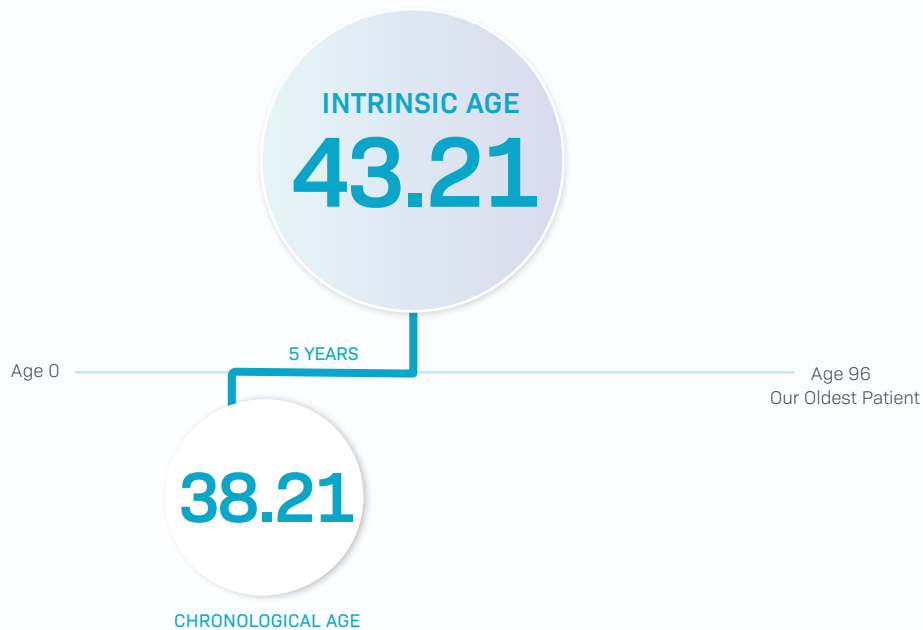 INTRINSIC AGE
43.21
5 YEARS
Age 0
Age 96
Our Oldest Patient
38.21
CHRONOLOGICAL AGE